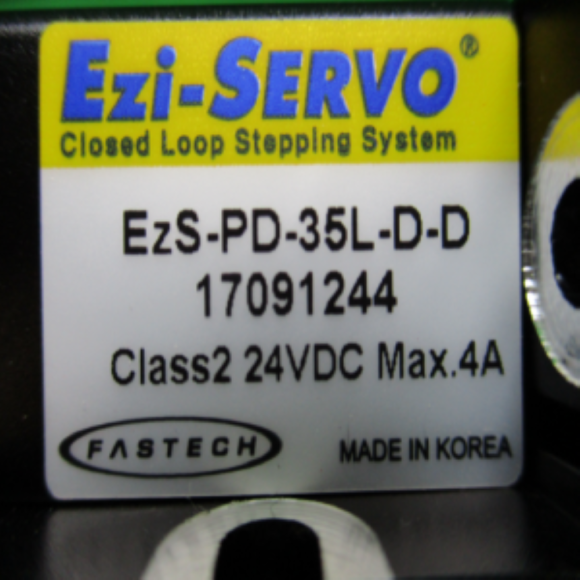 Ezi-SERVO®
Closed Loop Stepping System
EzS-PD-35L-D-D
17091244
Class2 24VDC Max.4A
FASTECH
MADE IN KOREA